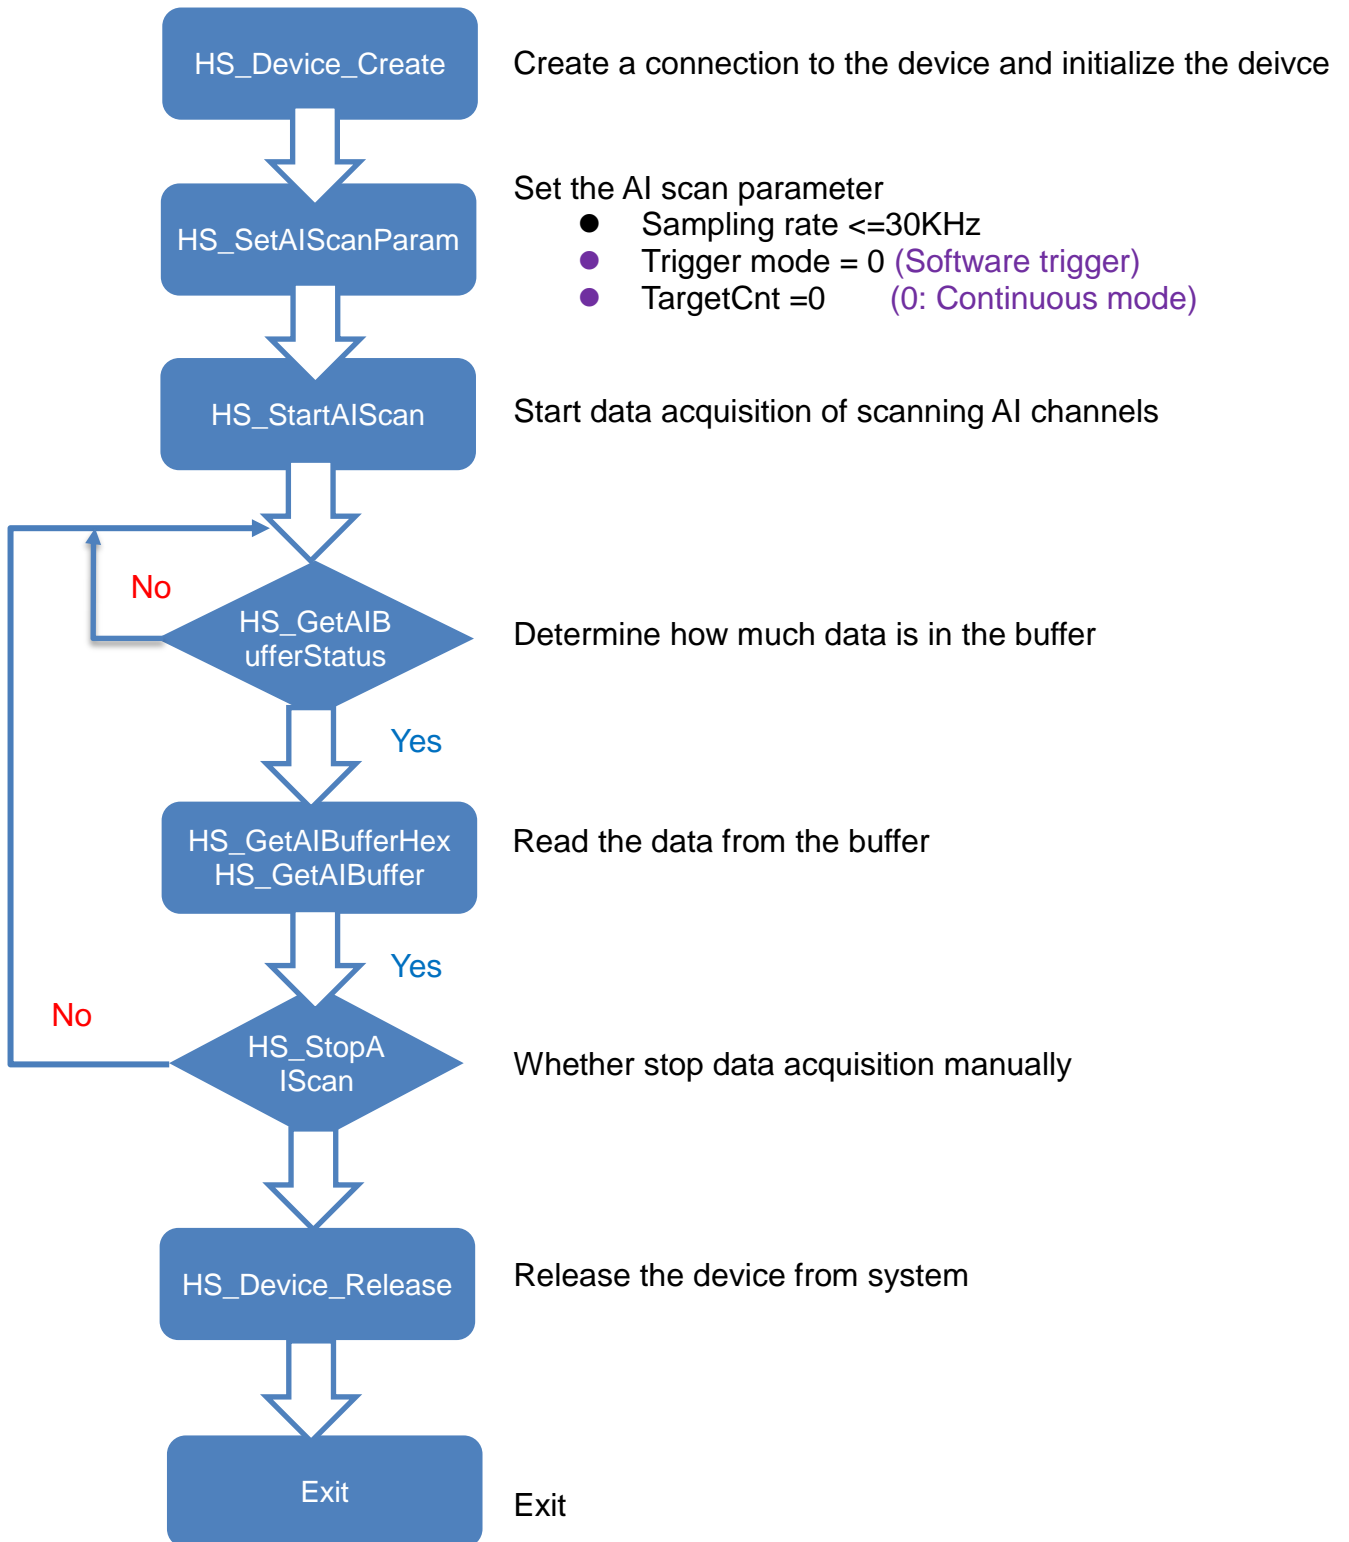 HS_Device_Create
Create a connection to the device and initialize the deivce
HS_SetAIScanParam
Set the AI scan parameter
● Sampling rate <=30KHz
● Trigger mode = 0 (Software trigger)
● TargetCnt =0 (0: Continuous mode)
HS_StartAIScan
Start data acquisition of scanning AI channels
No
HS_GetAIB
ufferStatus
Determine how much data is in the buffer
Yes
HS_GetAIBufferHex
HS_GetAIBuffer
Read the data from the buffer
Yes
No
HS_StopA
IScan
Whether stop data acquisition manually
HS_Device_Release
Release the device from system
Exit
Exit